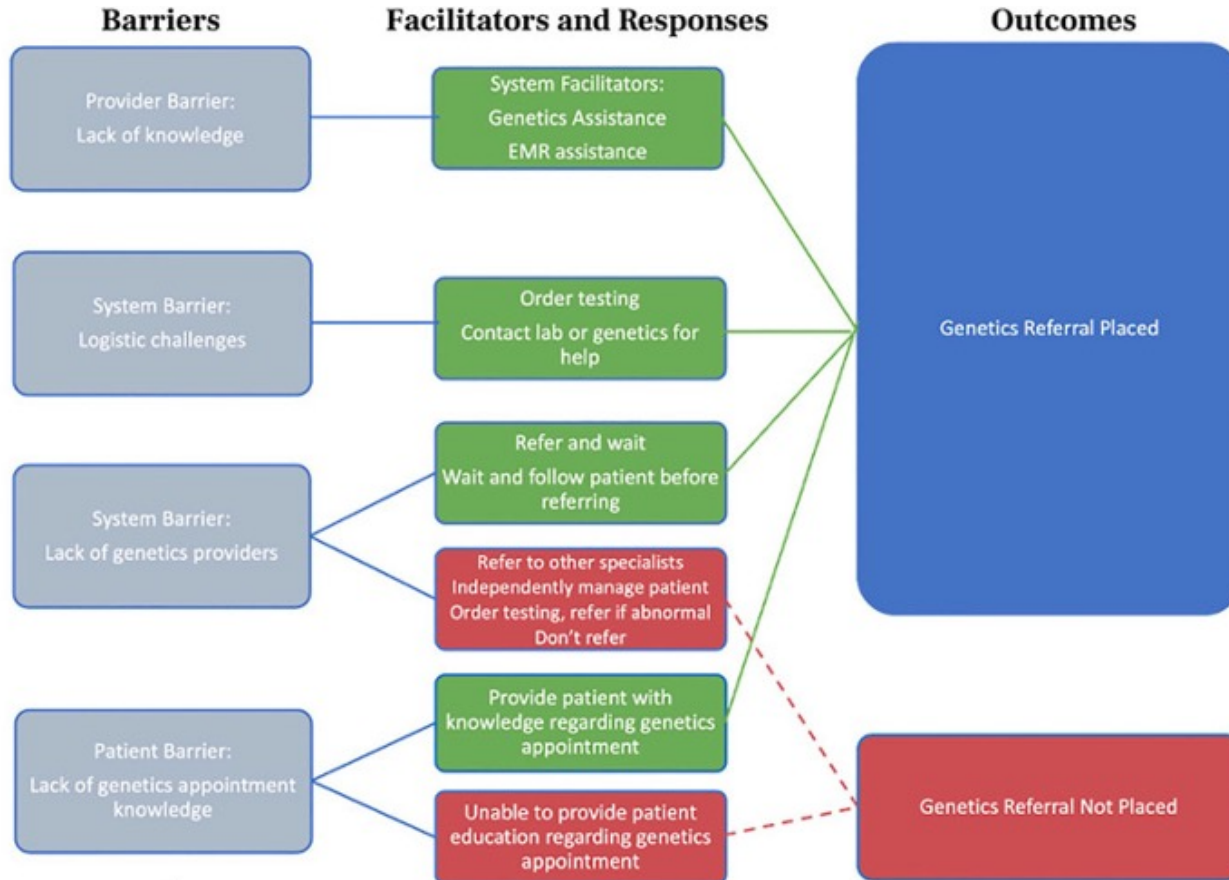 Barriers
Facilitators and Responses
Outcomes
Provider Barrier:
Lack of knowledge
System Facilitators:
Genetics Assistance
EMR assistance
System Barrier:
Logistic challenges
Order testing
Contact lab or genetics for
help
Genetics Referral Placed
System Barrier:
Lack of genetics providers
Refer and wait
Wait and follow patient before
referring
Refer to other specialists
Independently manage patient
Order testing, refer if abnormal
Don't refer
Patient Barrier:
Lack of genetics appointment
knowledge
Provide patient with
knowledge regarding genetics
appointment
Unable to provide patient
education regarding genetics
appointment
Genetics Referral Not Placed